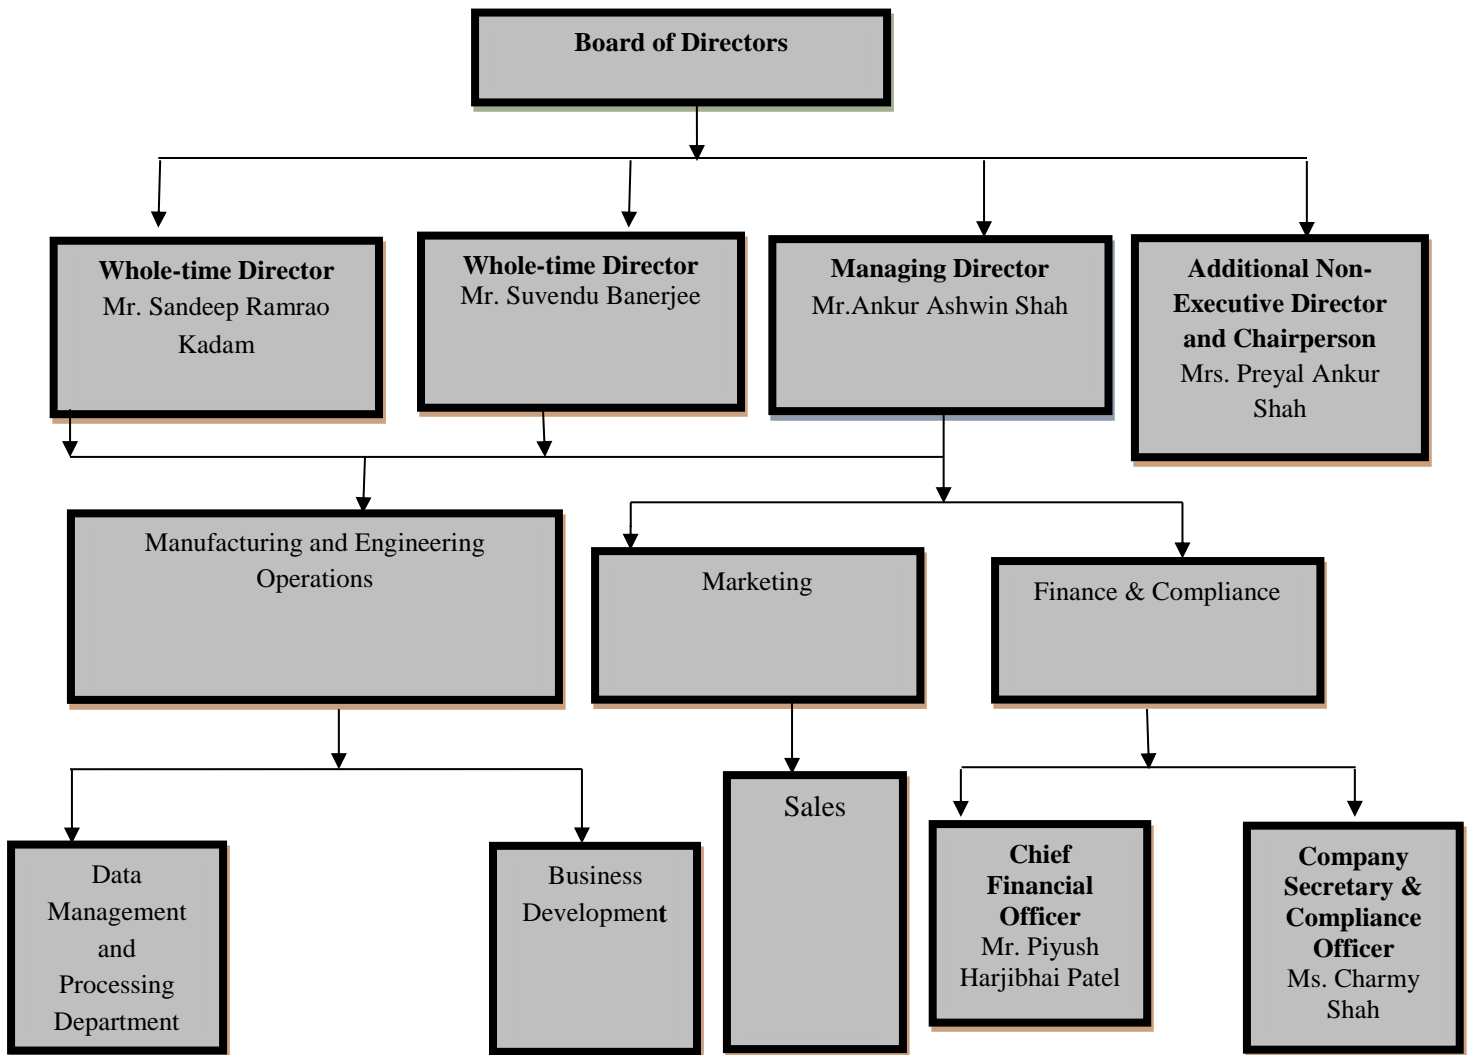 Board of Directors
Whole-time Director
Mr. Sandeep Ramrao
Kadam
Whole-time Director
Mr. Suvendu Banerjee
Managing Director
Mr.Ankur Ashwin Shah
Additional Non-
Executive Director
and Chairperson
Mrs. Preyal Ankur
Shah
Manufacturing and Engineering
Operations
Marketing
Finance & Compliance
Data
Management
and
Processing
Department
Business
Development
Sales
Chief
Financial
Officer
Mr. Piyush
Harjibhai Patel
Company
Secretary &
Compliance
Officer
Ms. Charmy
Shah